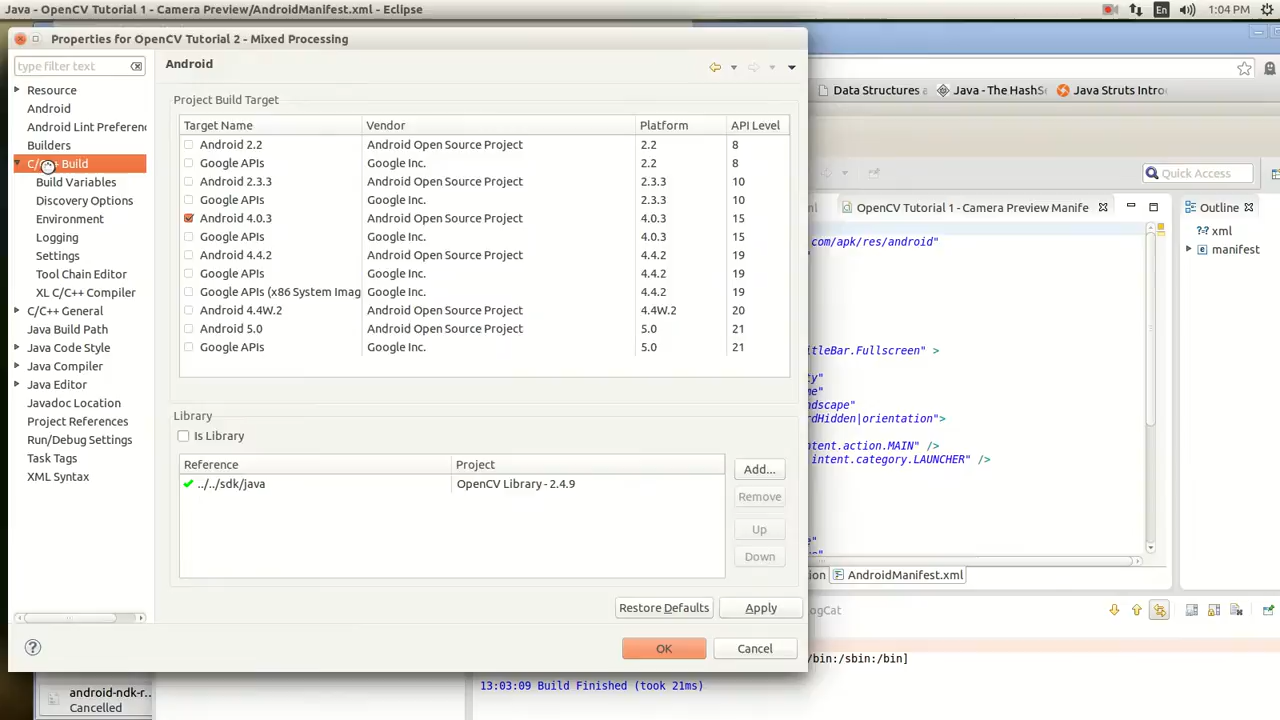 Java - OpenCV Tutorial 1 - Camera Preview/AndroidManifest.xml - Eclipse
En
1:04 PM
Properties for OpenCV Tutorial 2 - Mixed Processing
type filter text
Resource
Android
Android Lint Preferen
Builders
C/C++ Build
Build Variables
Discovery Options
Environment
Logging
Settings
Tool Chain Editor
XL C/C++ Compiler
C/C++ General
Java Build Path
Java Code Style
Java Compiler
Java Editor
Javadoc Location
Project References
Run/Debug Settings
Task Tags
XML Syntax
Android
Project Build Target
Target Name Vendor Platform API Level
Android 2.2 Android Open Source Project 2.2 8
Google APIs Google Inc. 2.2 8
Android 2.3.3 Android Open Source Project 2.3.3 10
Google APIs Google Inc. 2.3.3 10
Android 4.0.3 Android Open Source Project 4.0.3 15
Google APIs Google Inc. 4.0.3 15
Android 4.4.2 Android Open Source Project 4.4.2 19
Google APIs Google Inc. 4.4.2 19
Google APIs (x86 System Imag Google Inc. 4.4.2 19
Android 4.4W.2 Android Open Source Project 4.4W.2 20
Android 5.0 Android Open Source Project 5.0 21
Google APIs Google Inc. 5.0 21
Library
Is Library
Reference Project
../../sdk/java OpenCV Library - 2.4.9
Add...
Remove
Up
Down
Restore Defaults Apply
OK Cancel
Data Structures a Java - The HashSe Java Struts Intro
Quick Access
ml OpenCV Tutorial 1 - Camera Preview Manife
Outline
xml
manifest
com/apk/res/android"
itleBar.Fullscreen" >
ty"
me"
ndscape"
rdHidden|orientation">
ntent.action.MAIN" />
intent.category.LAUNCHER" />
e"
ion AndroidManifest.xml
ogCat
/bin:/sbin:/bin]
13:03:09 Build Finished (took 21ms)
android-ndk-r...
Cancelled